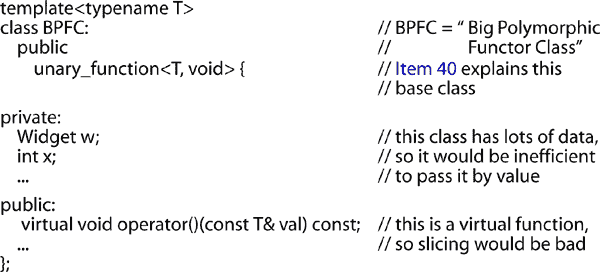 template<typename T>
class BPFC: // BPFC = “ Big Polymorphic
public // Functor Class”
unary_function<T, void> { // Item 40 explains this
// base class
private:
Widget w; // this class has lots of data,
int x; // so it would be inefficient
... // to pass it by value
public:
virtual void operator()(const T& val) const; // this is a virtual function,
... // so slicing would be bad
};